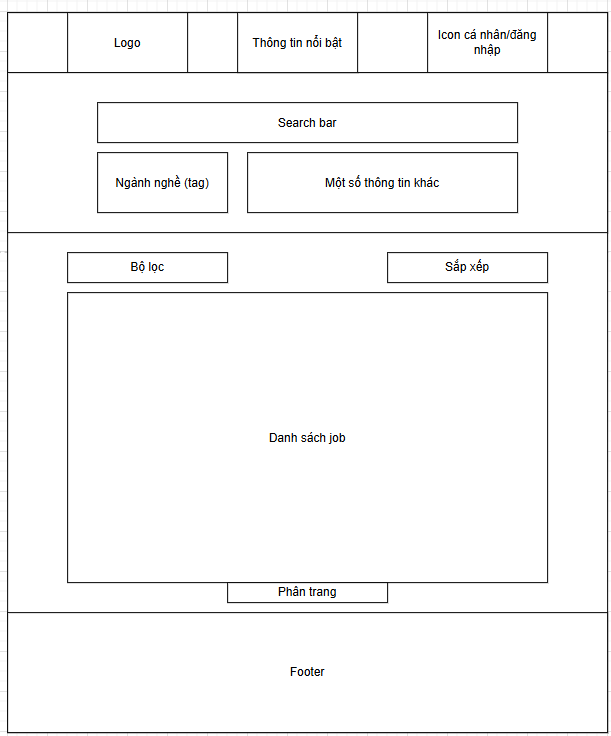 Logo
Thông tin nổi bật
Icon cá nhân/đăng
nhập
Search bar
Ngành nghề (tag)
Một số thông tin khác
Bộ lọc
Sắp xếp
Danh sách job
Phân trang
Footer